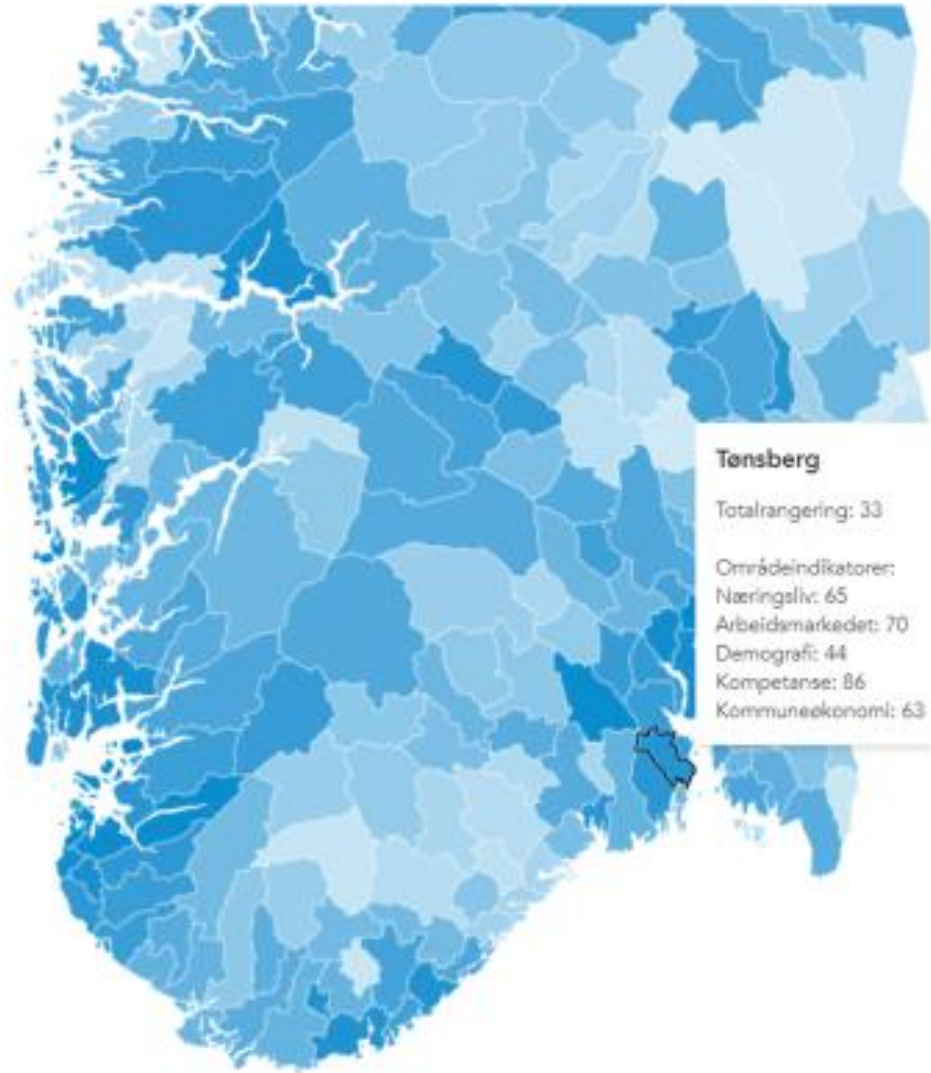 Tønsberg
Totalrangering: 33
Områdeindikatorer:
Næringsliv: 65
Arbeidsmarkedet: 70
Demografi: 44
Kompetanse: 86
Kommuneøkonomi: 63